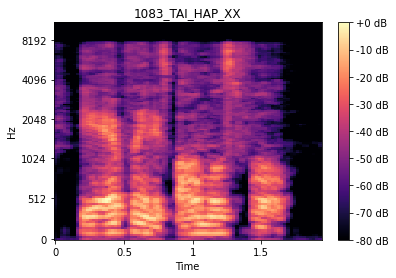 1083_TAI_HAP_XX
8192
4096
2048
1024
512
0
Hz
0
0.5
1
1.5
Time
+0 dB
-10 dB
-20 dB
-30 dB
-40 dB
-50 dB
-60 dB
-70 dB
-80 dB